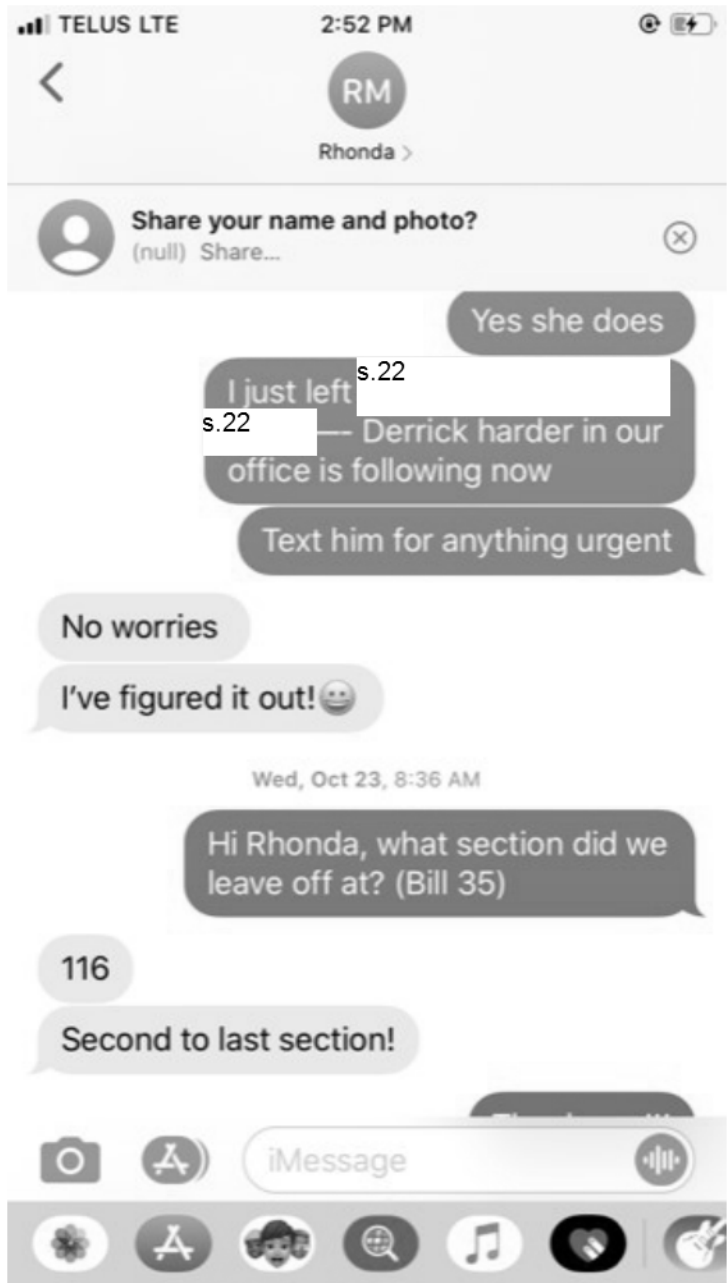 TELUS LTE 2:52 PM
RM
Rhonda >
Share your name and photo?
(null) Share...
Yes she does
I just left s.22
s.22 —- Derrick harder in our
office is following now
Text him for anything urgent
No worries
I've figured it out!😀
Wed, Oct 23, 8:36 AM
Hi Rhonda, what section did we
leave off at? (Bill 35)
116
Second to last section!
iMessage